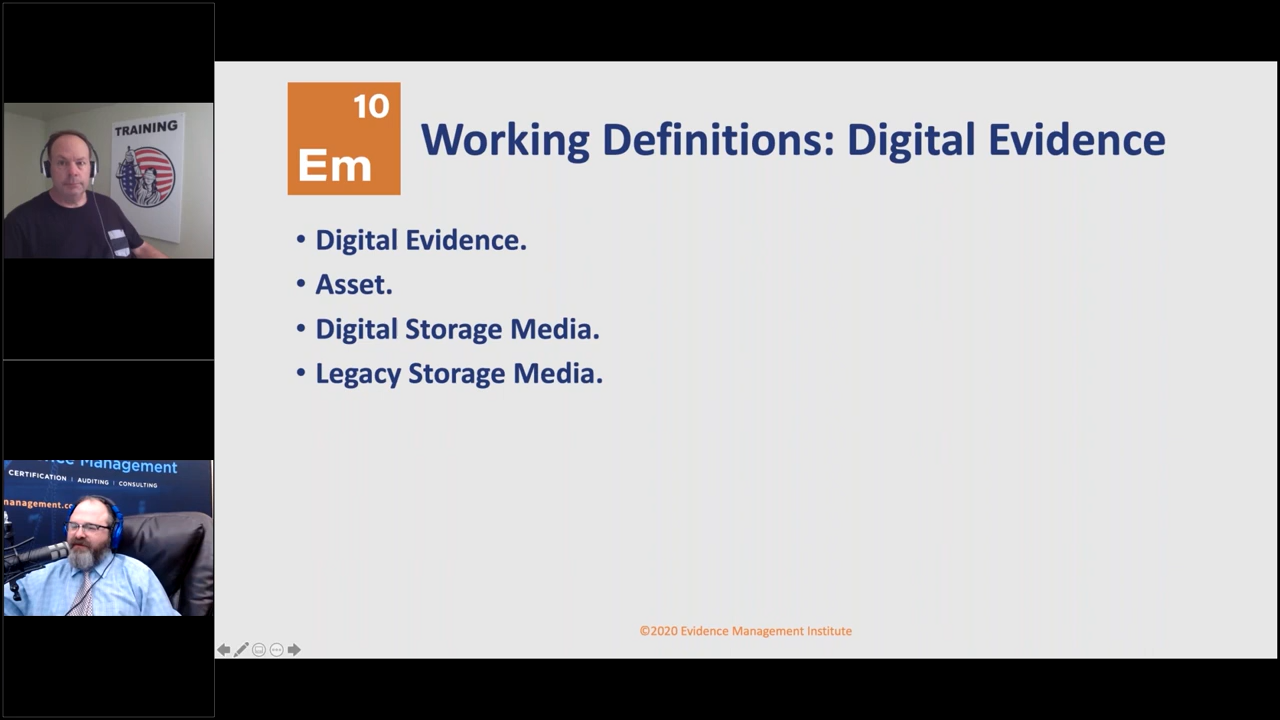 TRAINING
ence Management
CERTIFICATION | AUDITING | CONSULTING
management.co
10
Em
Working Definitions: Digital Evidence
• Digital Evidence.
• Asset.
• Digital Storage Media.
• Legacy Storage Media.
©2020 Evidence Management Institute